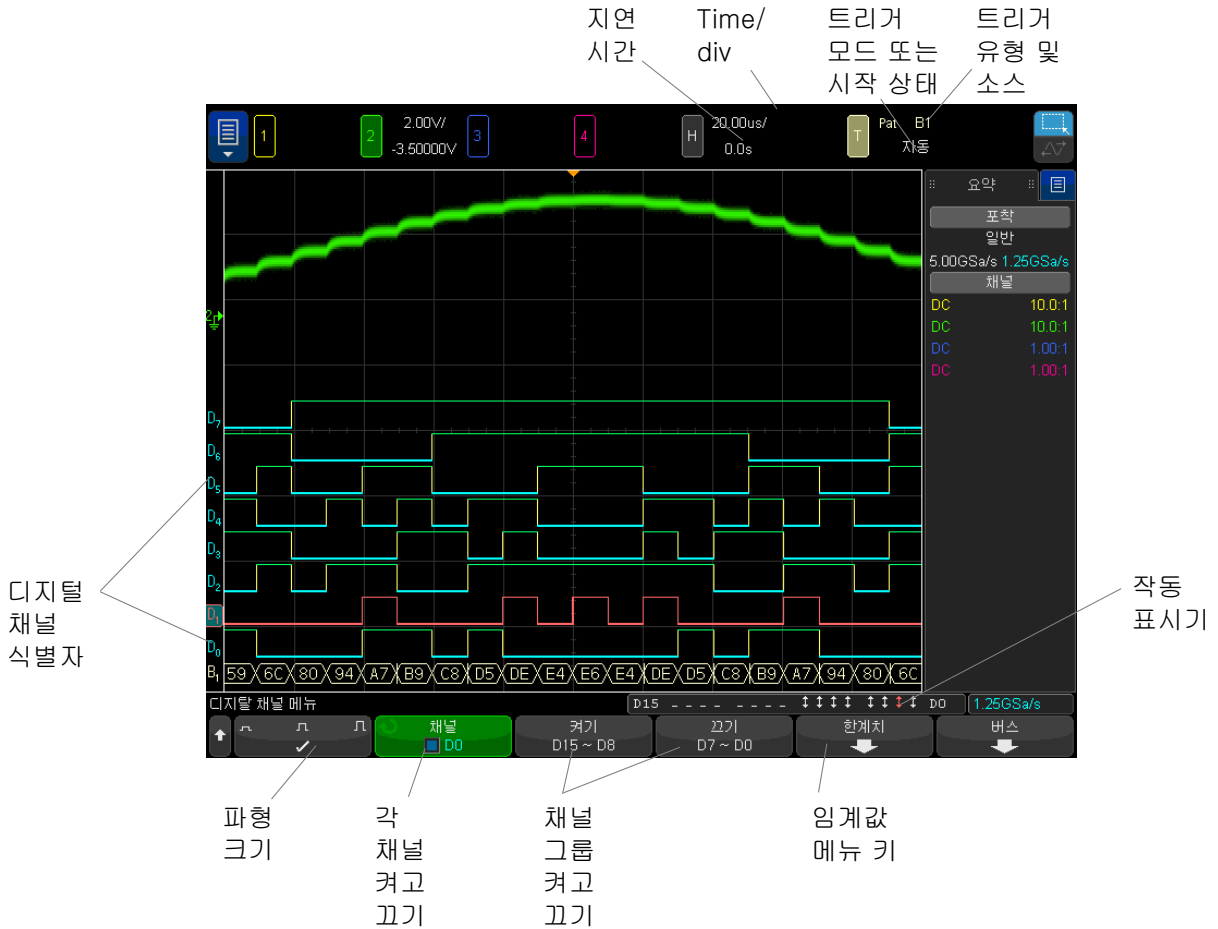 지연
시간
Time/
div
트리거
모드 또는
시작 상태
트리거
유형 및
소스
1
2
2.00V/
-3.50000V
3
4
H
20.00us/
0.0s
T
Pat B1
자동
요약
포착
일반
5.00GSa/s 1.25GSa/s
채널
DC 10.0:1
DC 10.0:1
DC 1.00:1
DC 1.00:1
2
D7
D6
D5
D4
D3
D2
D1
D0
B1 59 6C 80 94 A7 B9 C8 D5 DE E4 E6 E4 DE D5 C8 B9 A7 94 80 6C
디지털
채널
식별자
작동
표시기
디지탈 채널 메뉴
D15 _ _ _ _ _ _ _ _ ↕ ↕ ↕ ↕ ↕ ↕ ↕ ↕ D0
1.25GSa/s
채널
D0
켜기
D15 ~ D8
끄기
D7 ~ D0
한계치
버스
파형
크기
각
채널
켜고
끄기
채널
그룹
켜고
끄기
임계값
메뉴 키